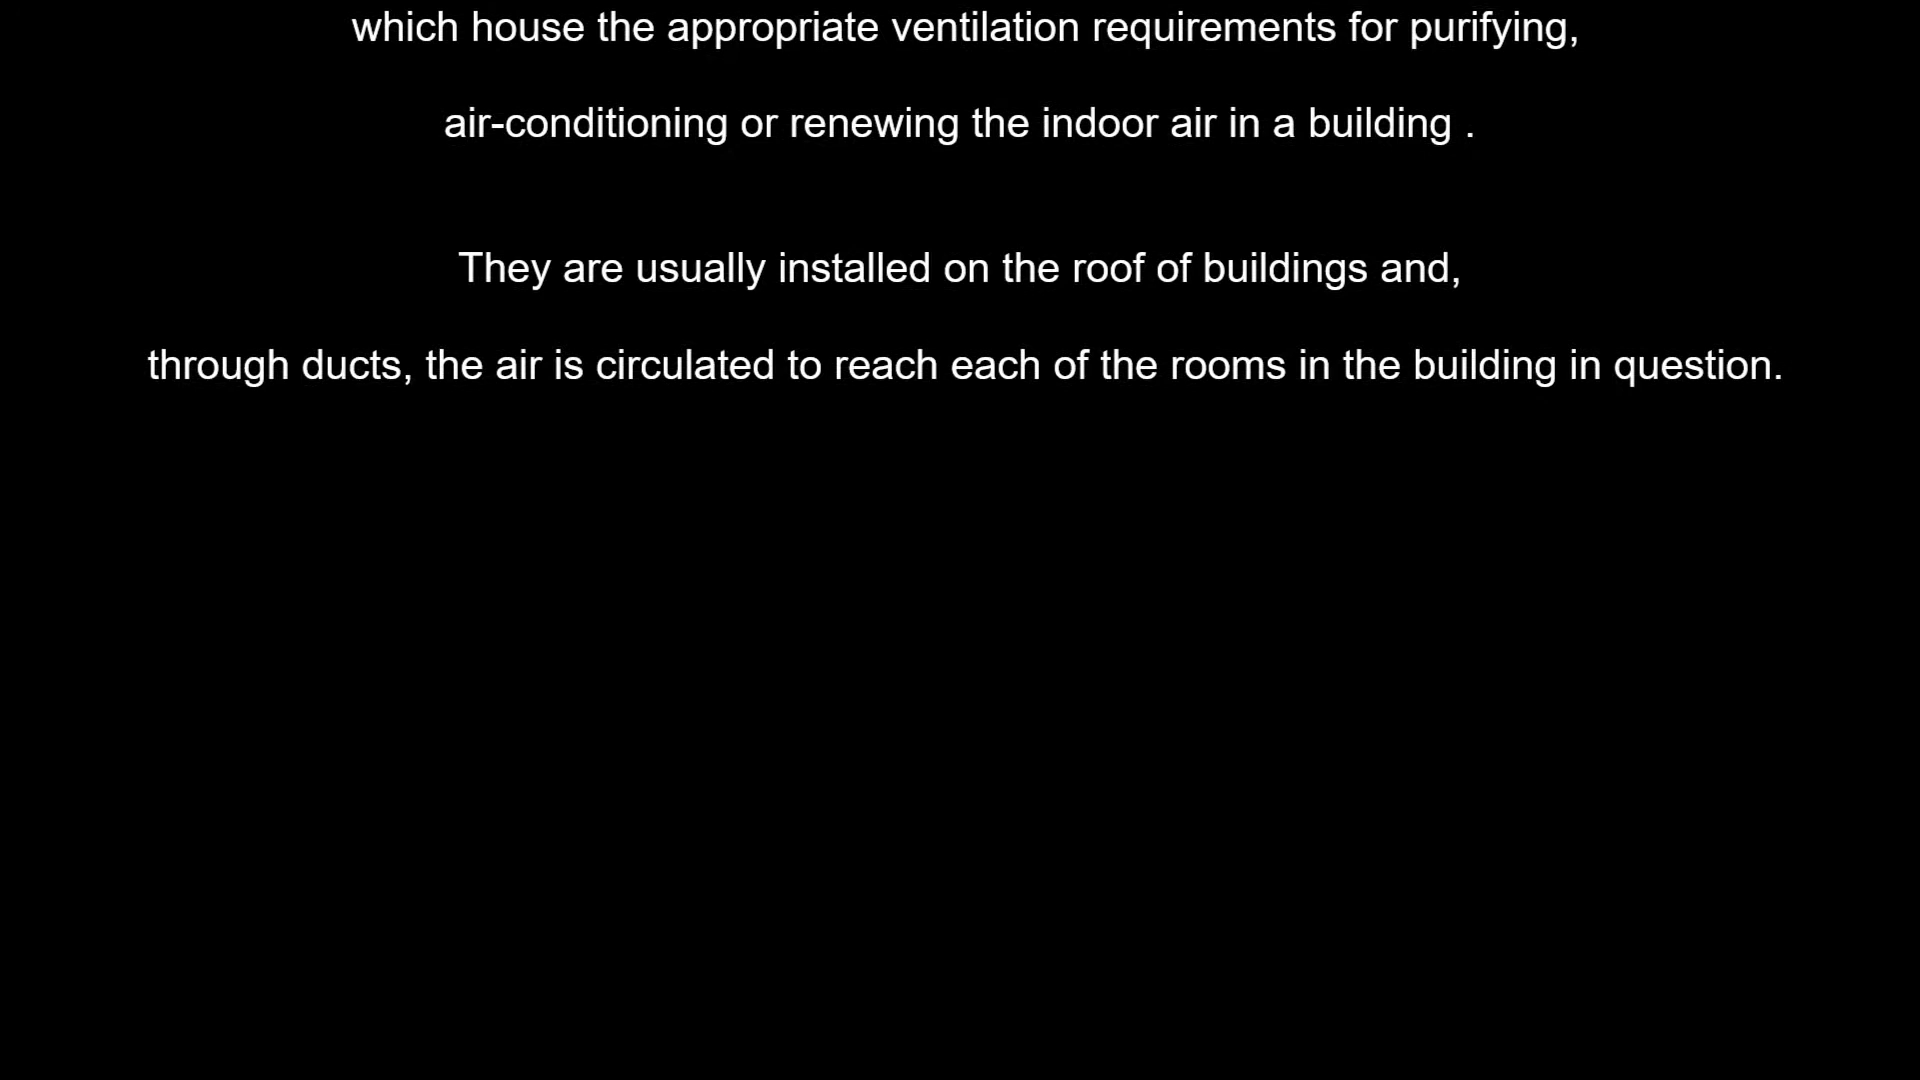 which house the appropriate ventilation requirements for purifying,
air-conditioning or renewing the indoor air in a building .
They are usually installed on the roof of buildings and,
through ducts, the air is circulated to reach each of the rooms in the building in question.